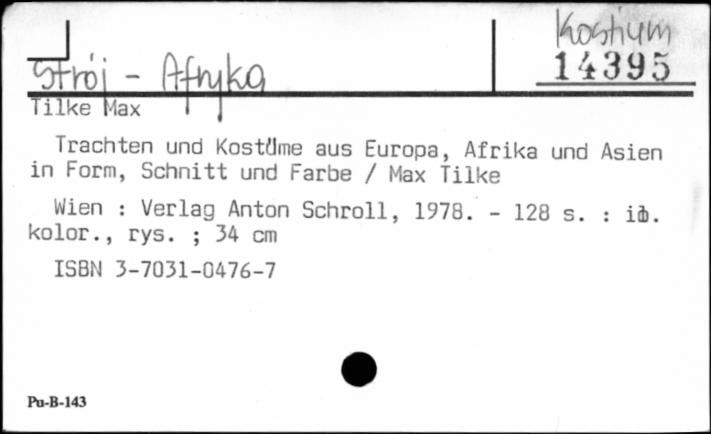 Kostium
14395
Strój - Afryka
Tilke Max
Trachten und Kostüme aus Europa, Afrika und Asien
in Form, Schnitt und Farbe / Max Tilke
Wien : Verlag Anton Schroll, 1978. - 128 s. :
kolor., rys. ; 34 cm
ISBN 3-7031-0476-7
Pu-B-143